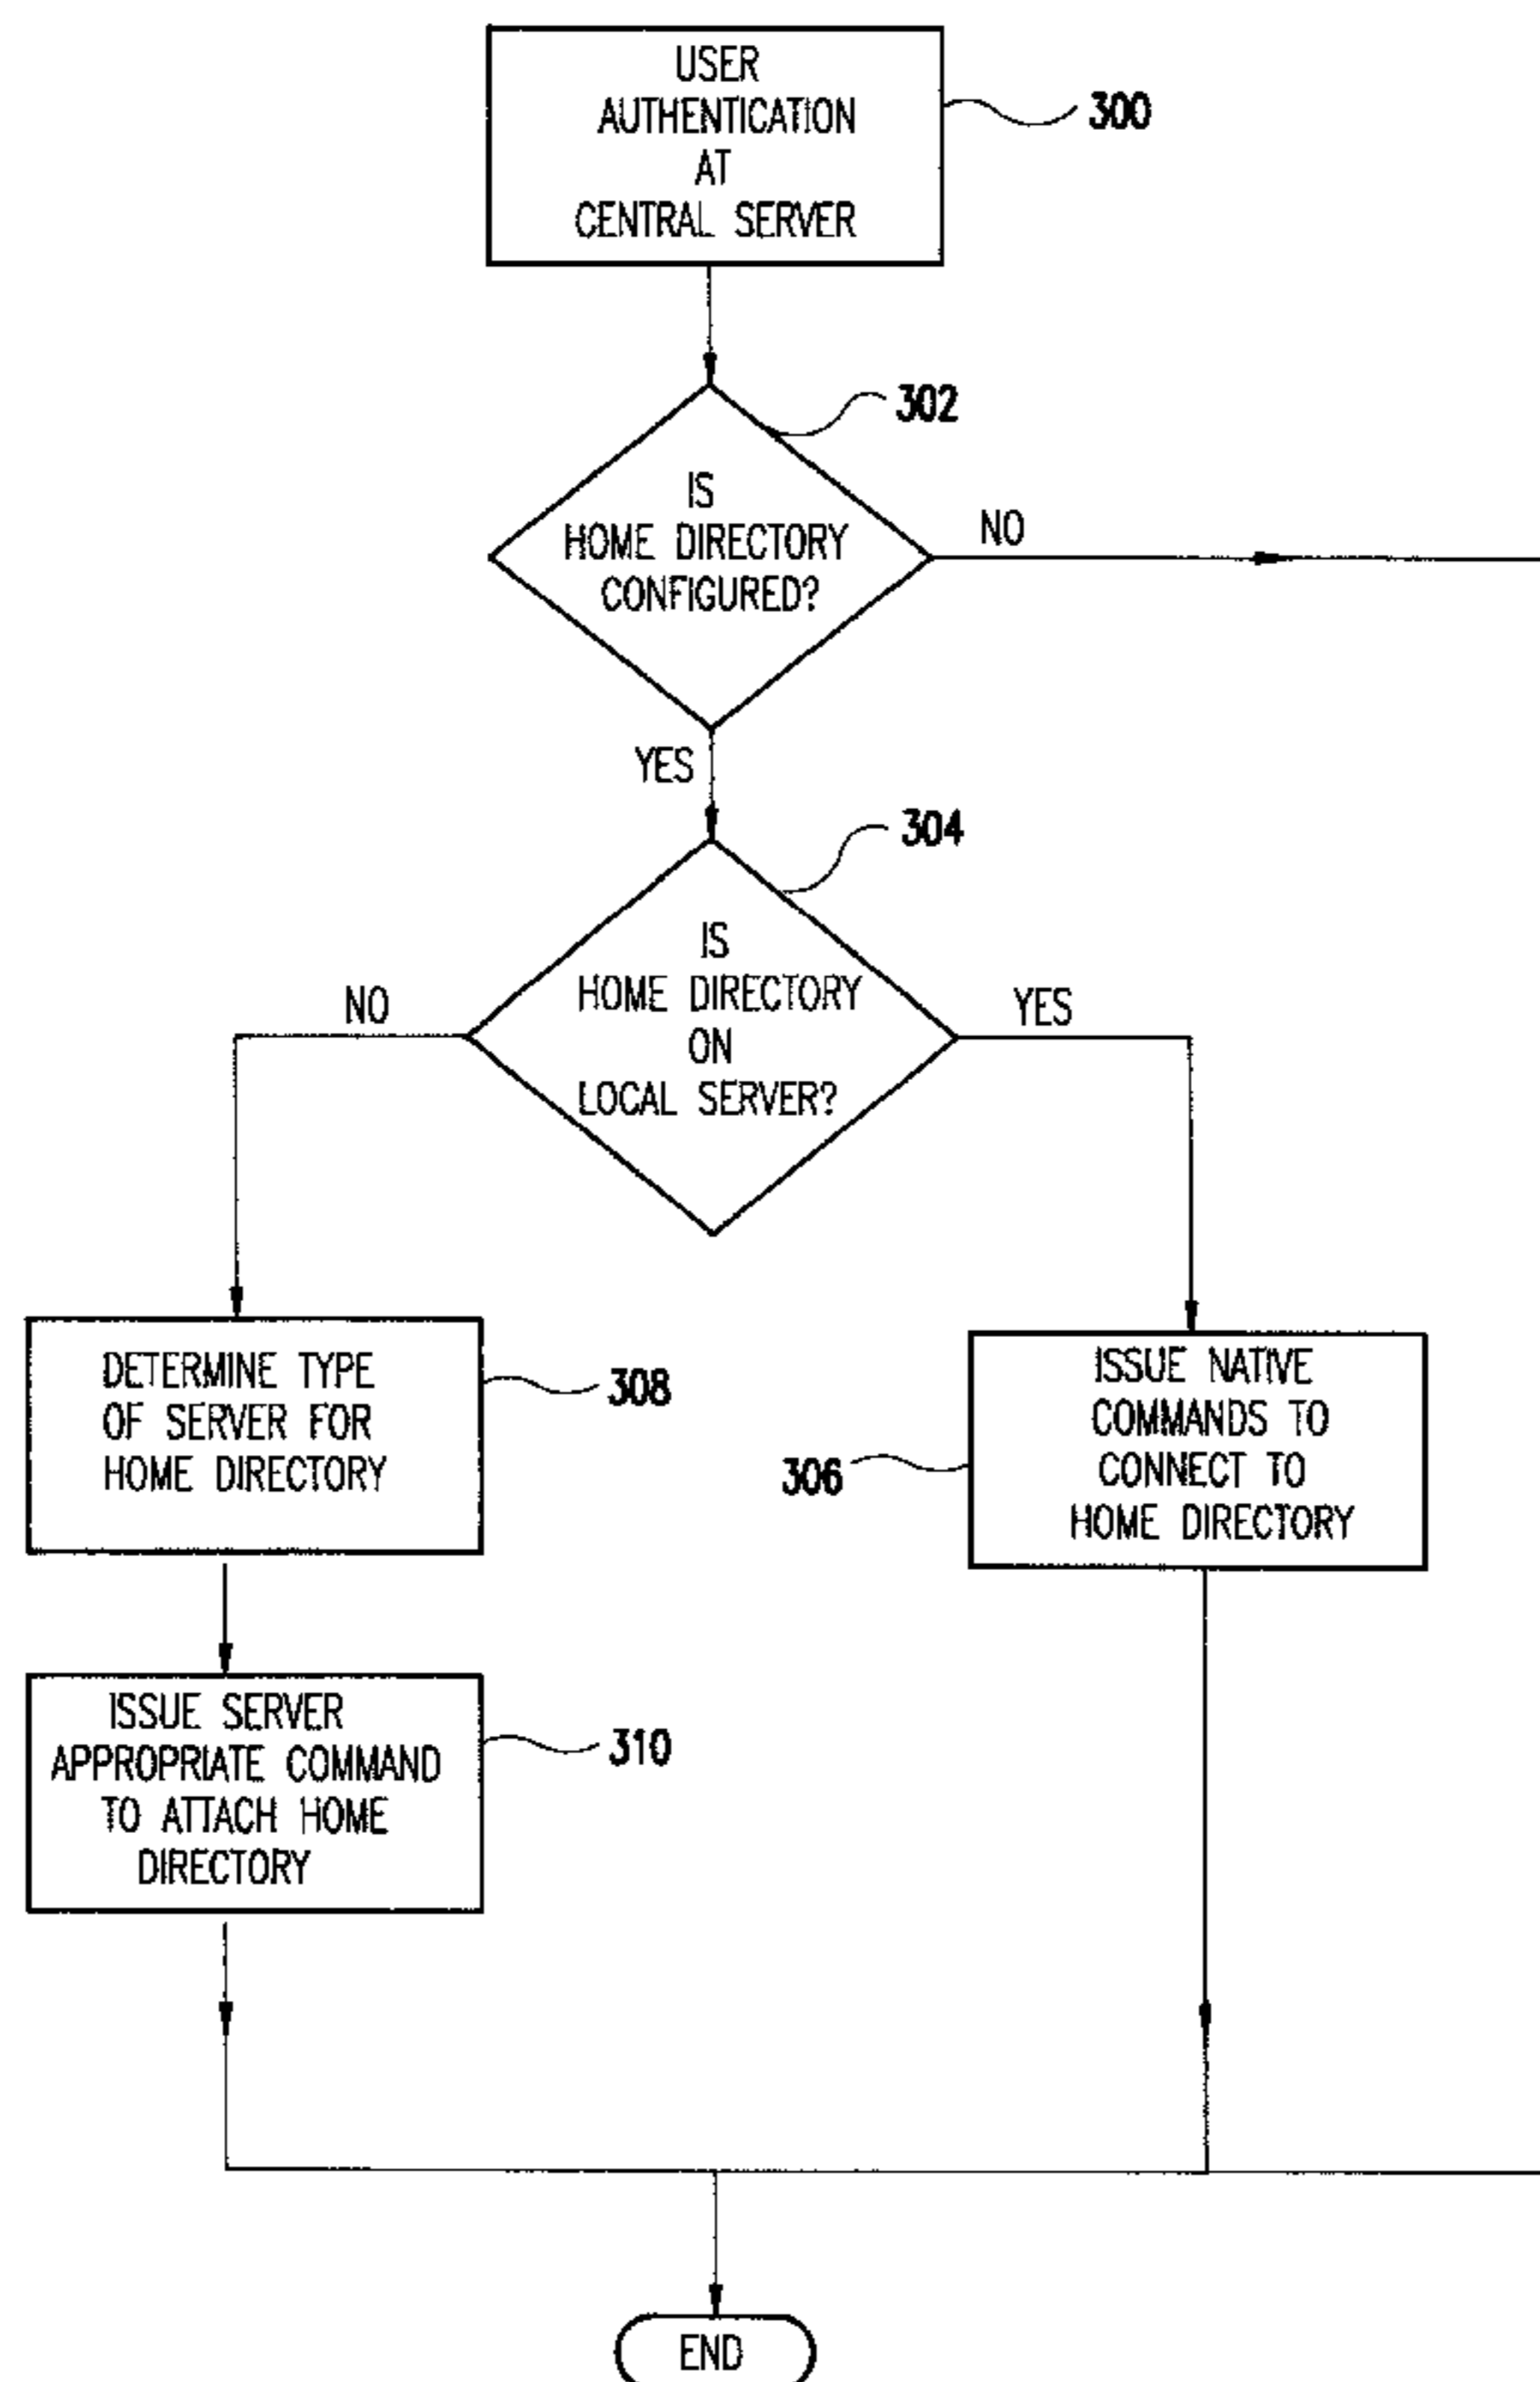 USER
AUTHENTICATION
AT
CENTRAL SERVER
300
302
IS
HOME DIRECTORY
CONFIGURED?
NO
YES
304
IS
HOME DIRECTORY
ON
LOCAL SERVER?
NO
YES
DETERMINE TYPE
OF SERVER FOR
HOME DIRECTORY
308
ISSUE NATIVE
COMMANDS TO
CONNECT TO
HOME DIRECTORY
306
ISSUE SERVER
APPROPRIATE COMMAND
TO ATTACH HOME
DIRECTORY
310
END